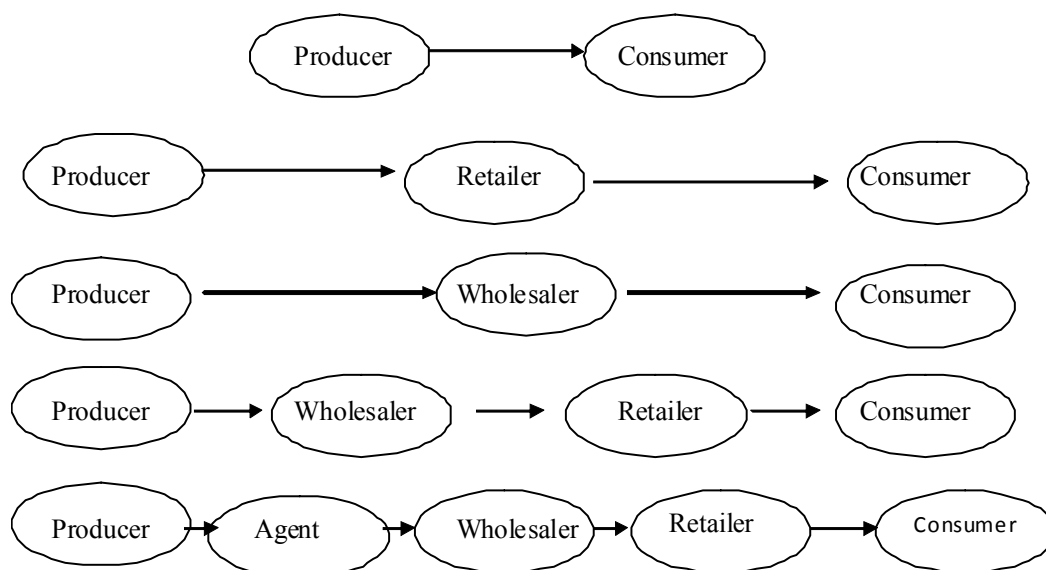 Producer Consumer
Producer Retailer Consumer
Producer Wholesaler Consumer
Producer Wholesaler Retailer Consumer
Producer Agent Wholesaler Retailer Consumer